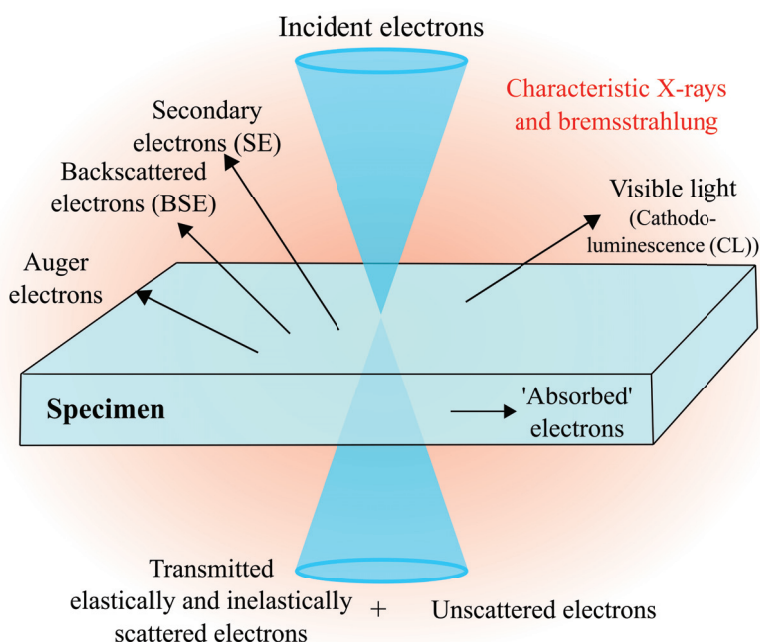 Incident electrons
Characteristic X-rays
and bremsstrahlung
Secondary
electrons (SE)
Backscattered
electrons (BSE)
Auger
electrons
Visible light
(Cathodo-
luminescence (CL))
Specimen
'Absorbed'
electrons
Transmitted
elastically and inelastically
scattered electrons
+
Unscattered electrons